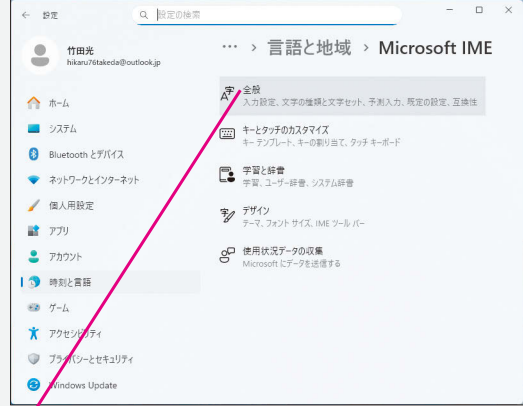 設定
設定の検索
竹田光
hikaru76takeda@outlook.jp
… › 言語と地域 › Microsoft IME
ホーム
システム
Bluetooth とデバイス
ネットワークとインターネット
個人用設定
アプリ
アカウント
時刻と言語
ゲーム
アクセシビリティ
プライバシーとセキュリティ
Windows Update
全般
入力設定、文字の種類と文字セット、予測入力、既定の設定、互換性
キーとタッチのカスタマイズ
キー テンプレート、キーの割り当て、タッチ キーボード
学習と辞書
学習、ユーザー辞書、システム辞書
デザイン
テーマ、フォント サイズ、IME ツール バー
使用状況データの収集
Microsoft にデータを送信する